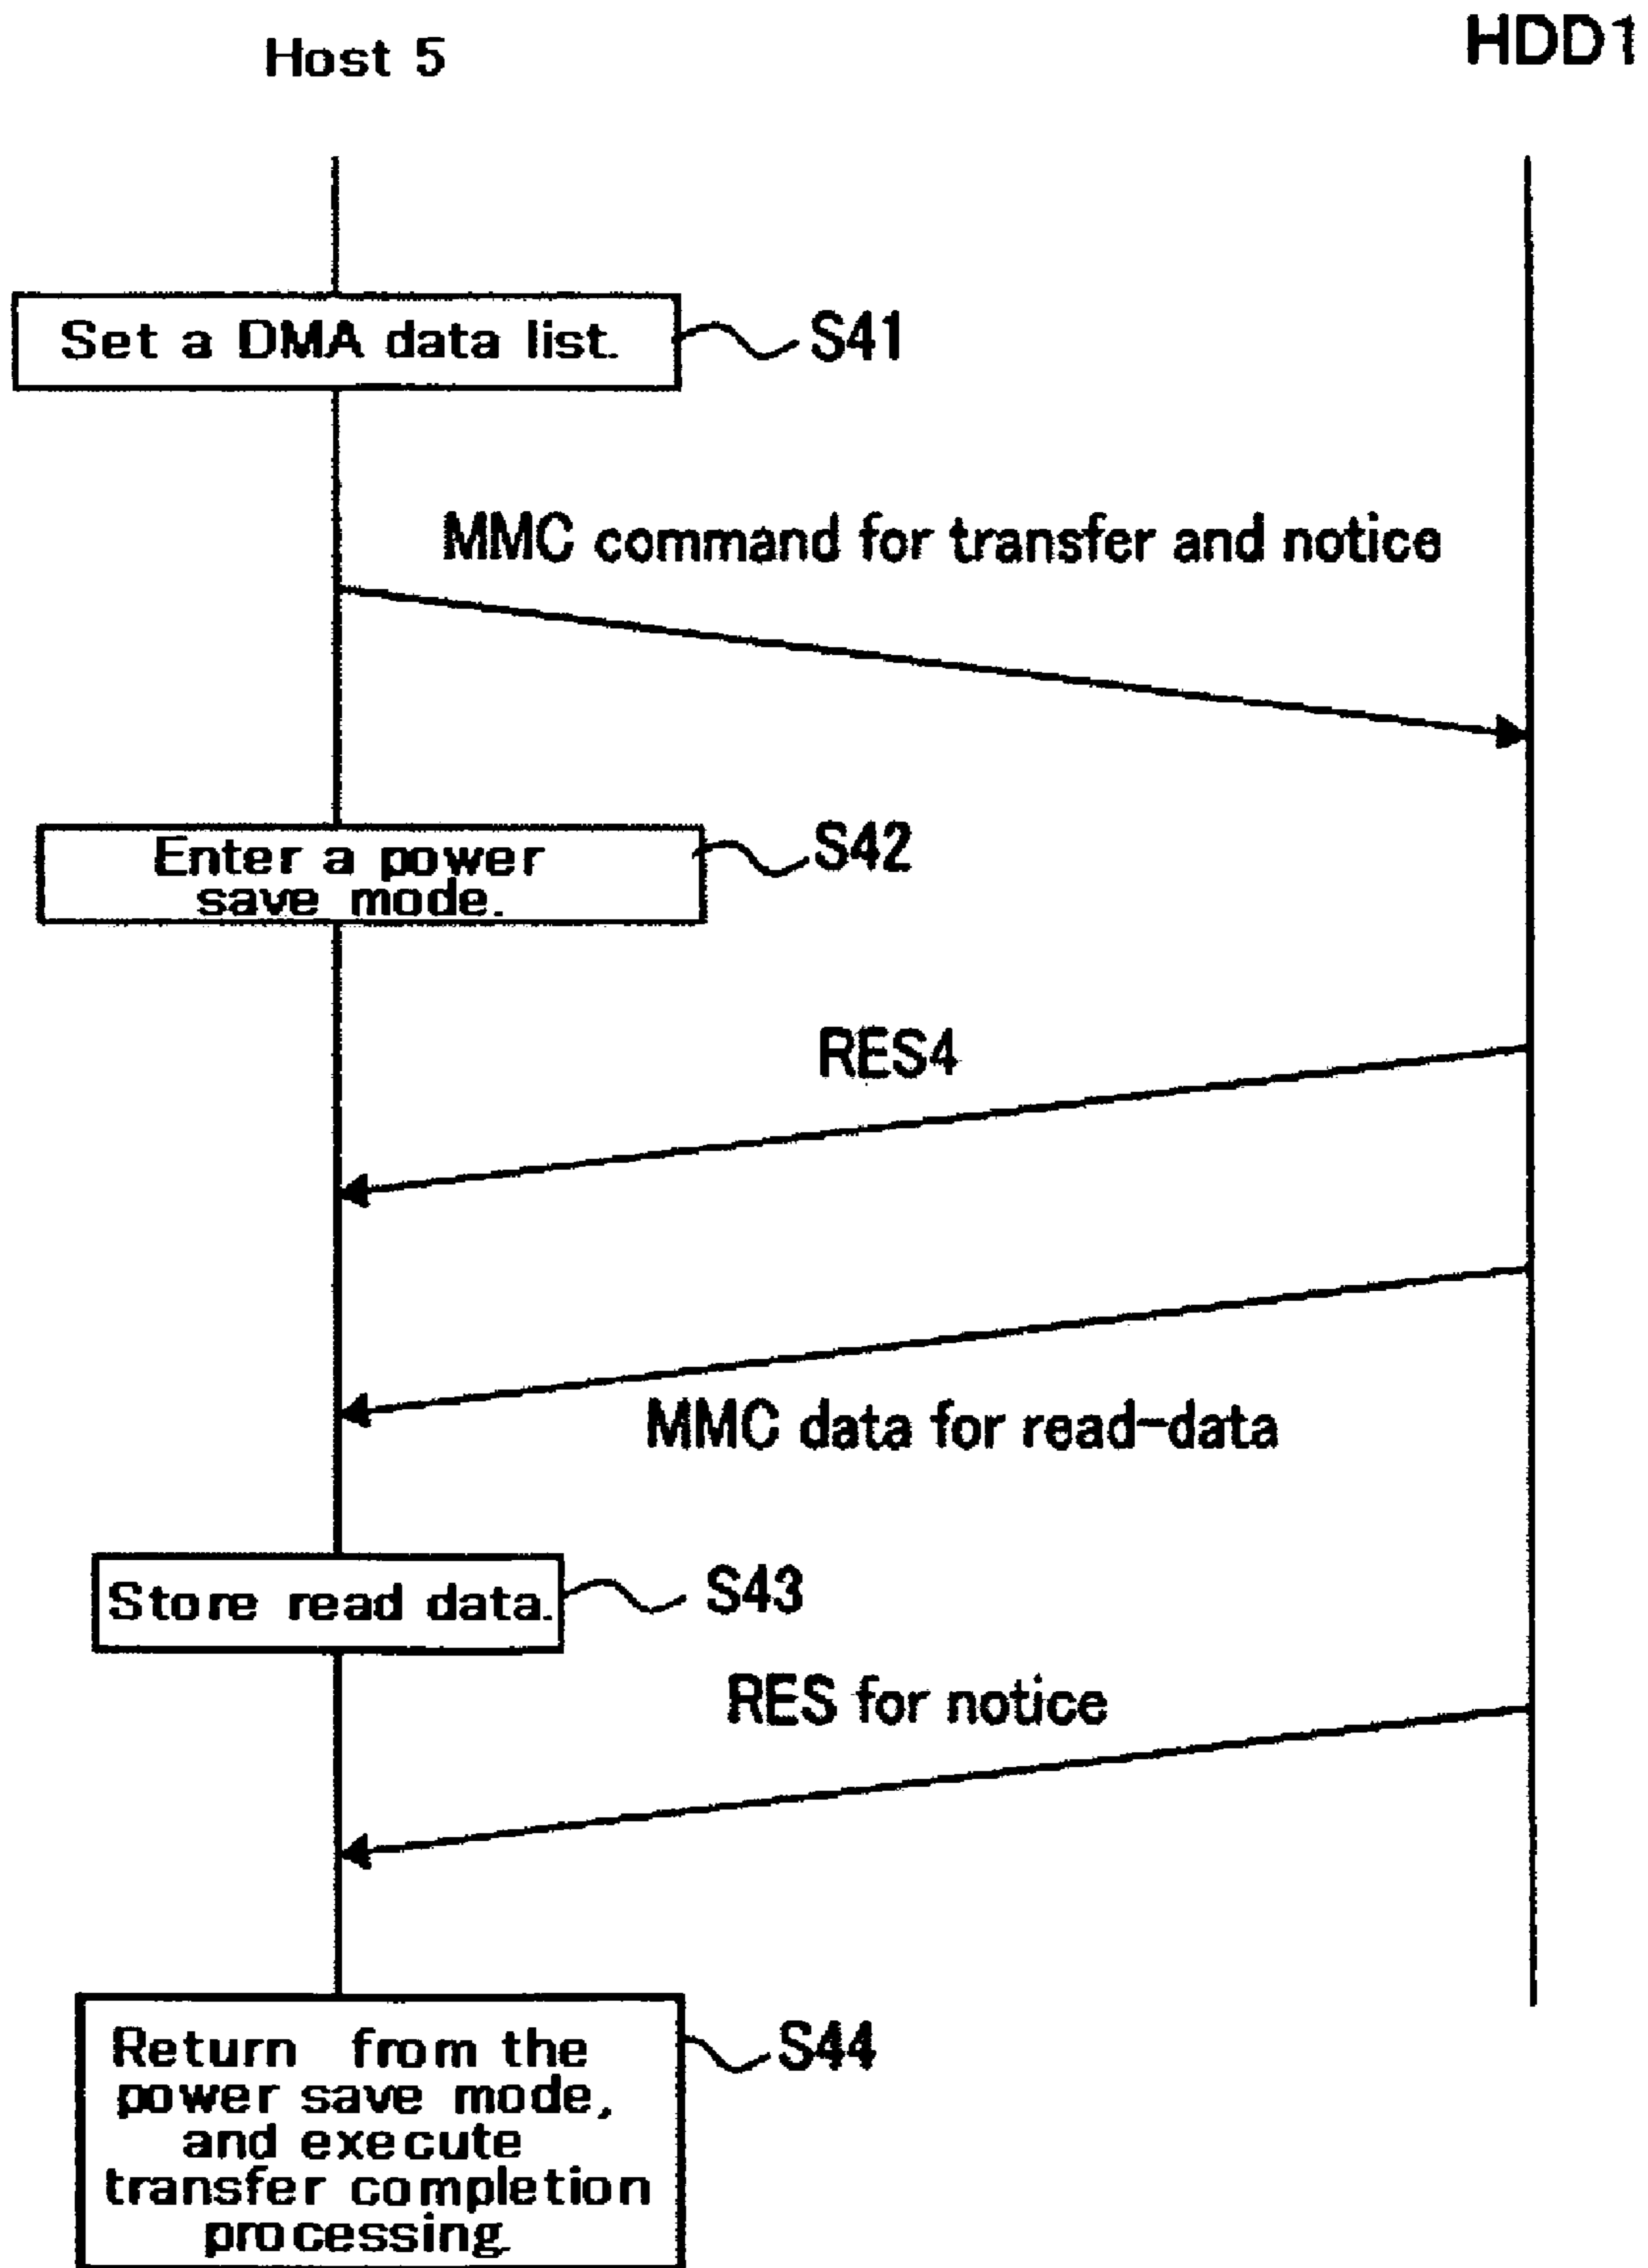 Host 5
HDD1
Set a DMA data list.
S41
MMC command for transfer and notice
Enter a power
save mode.
S42
RES4
MMC data for read-data
Store read data.
S43
RES for notice
Return from the
power save mode,
and execute
transfer completion
processing.
S44